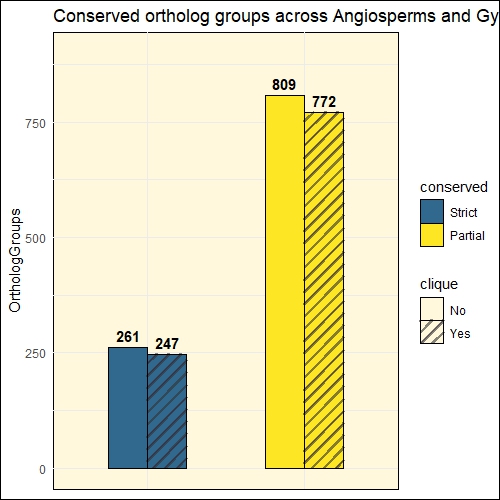 Conserved ortholog groups across Angiosperms and Gy
OrthologGroups
750
500
250
0
809
772
261
247
conserved
Strict
Partial
clique
No
Yes